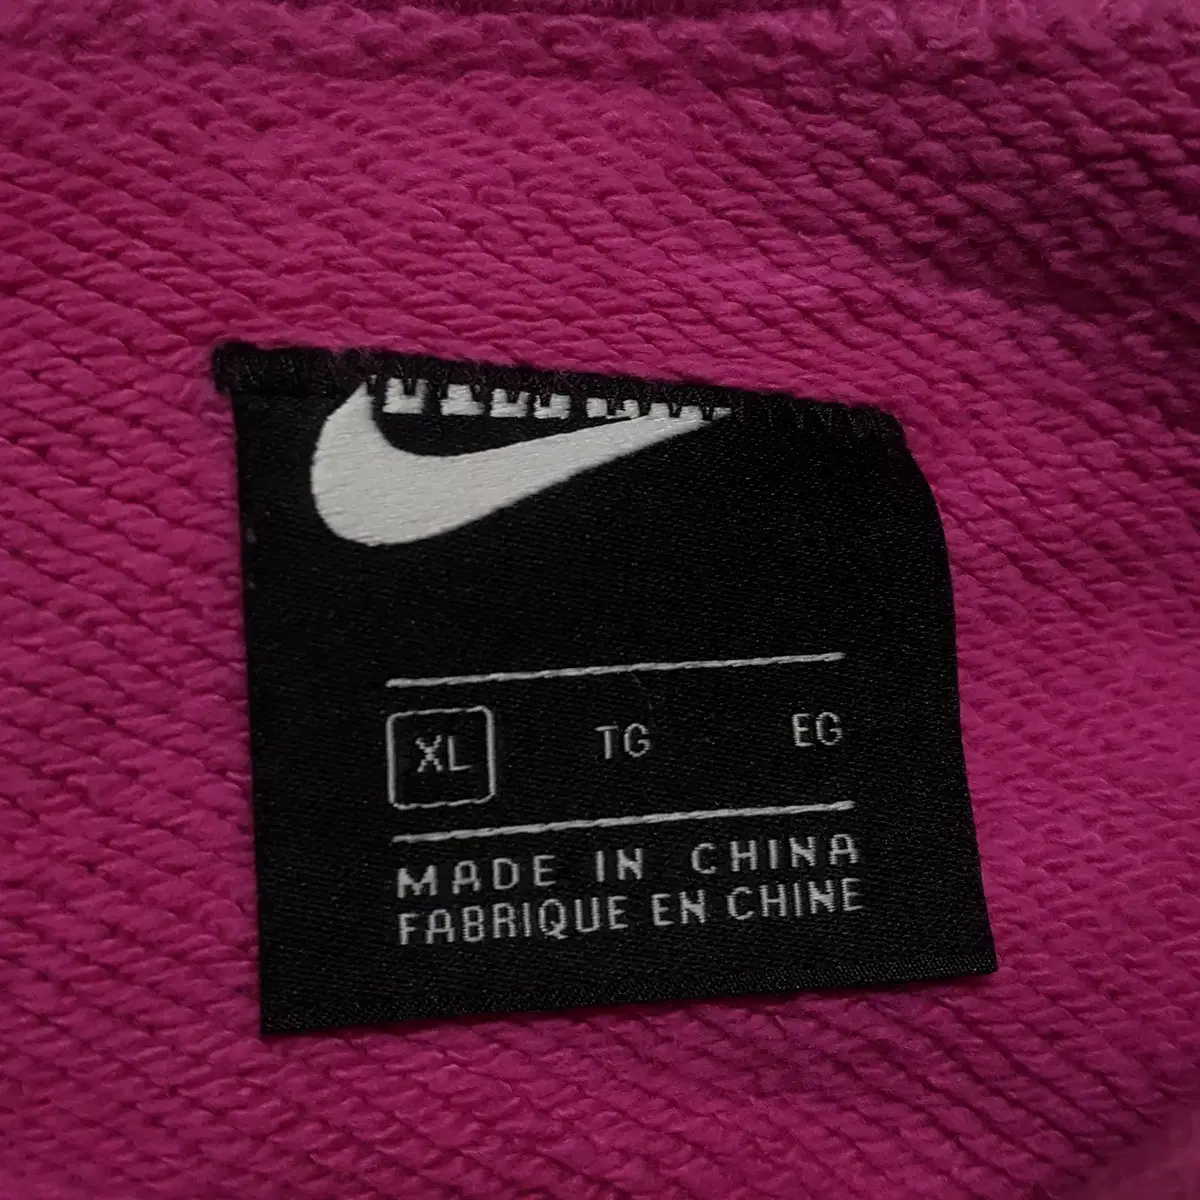 XL TG EG
MADE IN CHINA
FABRIQUE EN CHINE